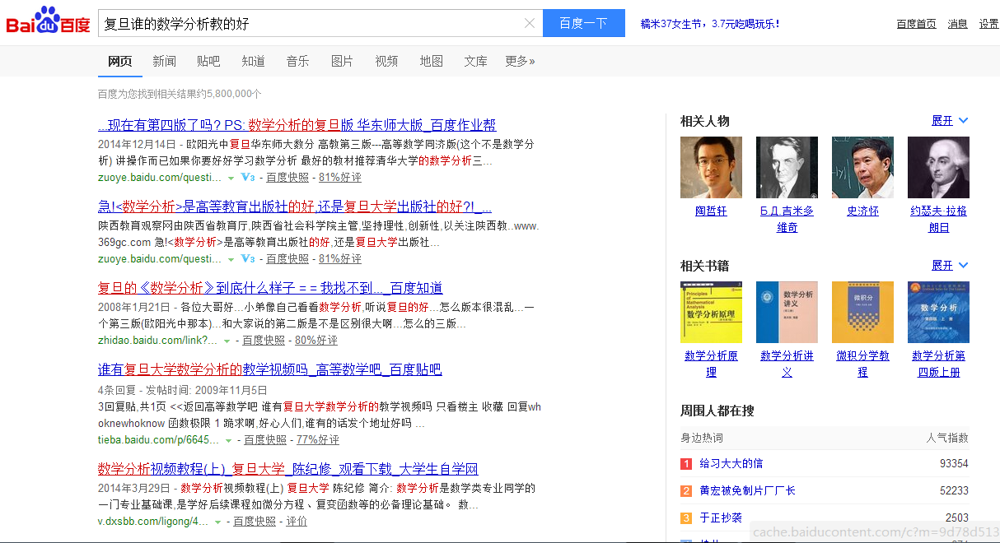 Bai du 百度
复旦谁的数学分析教的好
百度一下
糯米37女生节，3.7元吃喝玩乐！
百度首页 消息 设置
网页 新闻 贴吧 知道 音乐 图片 视频 地图 文库 更多»
百度为您找到相关结果约5,800,000个
...现在有第四版了吗? PS: 数学分析的复旦版 华东师大版_百度作业帮
2014年12月14日 - 欧阳光中复旦华东师大数分 高教第三版---高等数学同济版(这个不是数学分
析) 讲操作而已如果你要好好学习数学分析 最好的教材推荐清华大学的数学分析三...
zuoye.baidu.com/questi... V3 - 百度快照 - 81%好评
急!<数学分析>是高等教育出版社的好,还是复旦大学出版社的好?!_...
陕西教育观察网由陕西省教育厅,陕西省社会科学院主管,坚持理性,创新性,以关注陕西教..www.
369gc.com 急!<数学分析>是高等教育出版社的好,还是复旦大学出版社...
zuoye.baidu.com/questi... V3 - 百度快照 - 81%好评
复旦的《数学分析》到底什么样子 = = 我找不到..._百度知道
2008年1月21日 - 各位大哥好...小弟像自己看看数学分析,听说复旦的好...怎么版本很混乱...一
个第三版(欧阳光中那本)...和大家说的第二版是不是区别很大啊...怎么的三版...
zhidao.baidu.com/link?... - 百度快照 - 80%好评
谁有复旦大学数学分析的教学视频吗_高等数学吧_百度贴吧
4条回复 - 发帖时间: 2009年11月5日
3回复贴,共1页 <<返回高等数学吧 谁有复旦大学数学分析的教学视频吗 只看楼主 收藏 回复wh
oknewhoknow 函数极限 1 跪求啊,好心人们,谁有的话发个地址好吗 ...
tieba.baidu.com/p/6645... - 百度快照 - 77%好评
数学分析视频教程(上)_复旦大学_陈纪修_观看下载_大学生自学网
2014年3月29日 - 数学分析视频教程(上) 复旦大学 陈纪修 简介: 数学分析是数学类专业同学的
一门专业基础课,是学好后续课程如微分方程、复变函数等的必备理论基础。 数...
v.dxsbb.com/ligong/4... - 百度快照 - 评价
相关人物 展开
陶哲轩 Б.Д.吉米多维奇 史济怀 约瑟夫·拉格朗日
相关书籍 展开
Principles of
Mathematical
Analysis
数学分析原理
数学分析
讲义
微积分
数学分析
第四版 上册
数学分析原理 数学分析讲义 微积分学教程 数学分析第四版上册
周围人都在搜
身边热词 人气指数
1 给习大大的信 93354
2 黄宏被免制片厂厂长 52233
3 于正抄袭 2503
cache.baiducontent.com/c?m=9d78d513